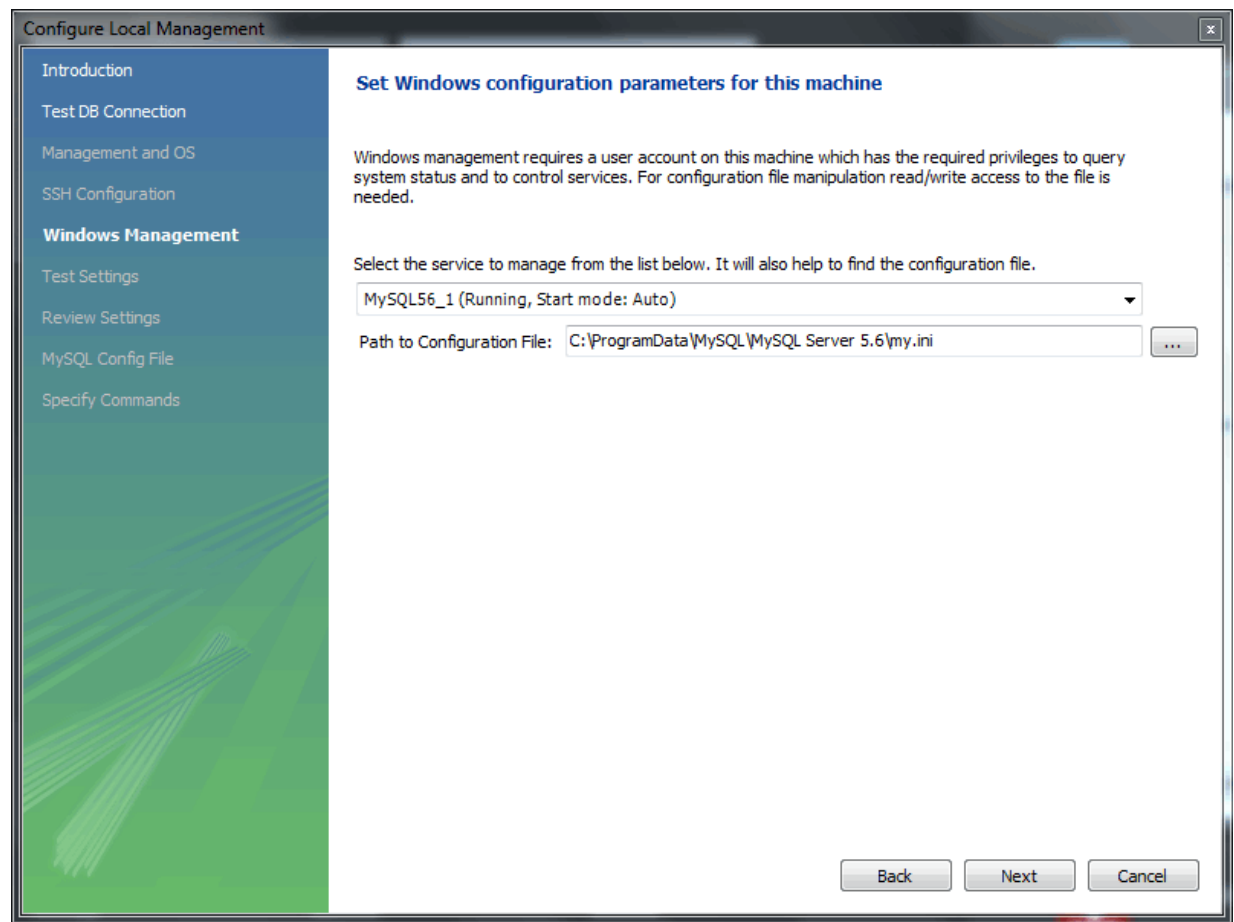 Configure Local Management
x
Introduction
Test DB Connection
Management and OS
SSH Configuration
Windows Management
Test Settings
Review Settings
MySQL Config File
Specify Commands
Set Windows configuration parameters for this machine
Windows management requires a user account on this machine which has the required privileges to query
system status and to control services. For configuration file manipulation read/write access to the file is
needed.
Select the service to manage from the list below. It will also help to find the configuration file.
MySQL56_1 (Running, Start mode: Auto)
Path to Configuration File: C:\ProgramData\MySQL\MySQL Server 5.6\my.ini ...
Back Next Cancel